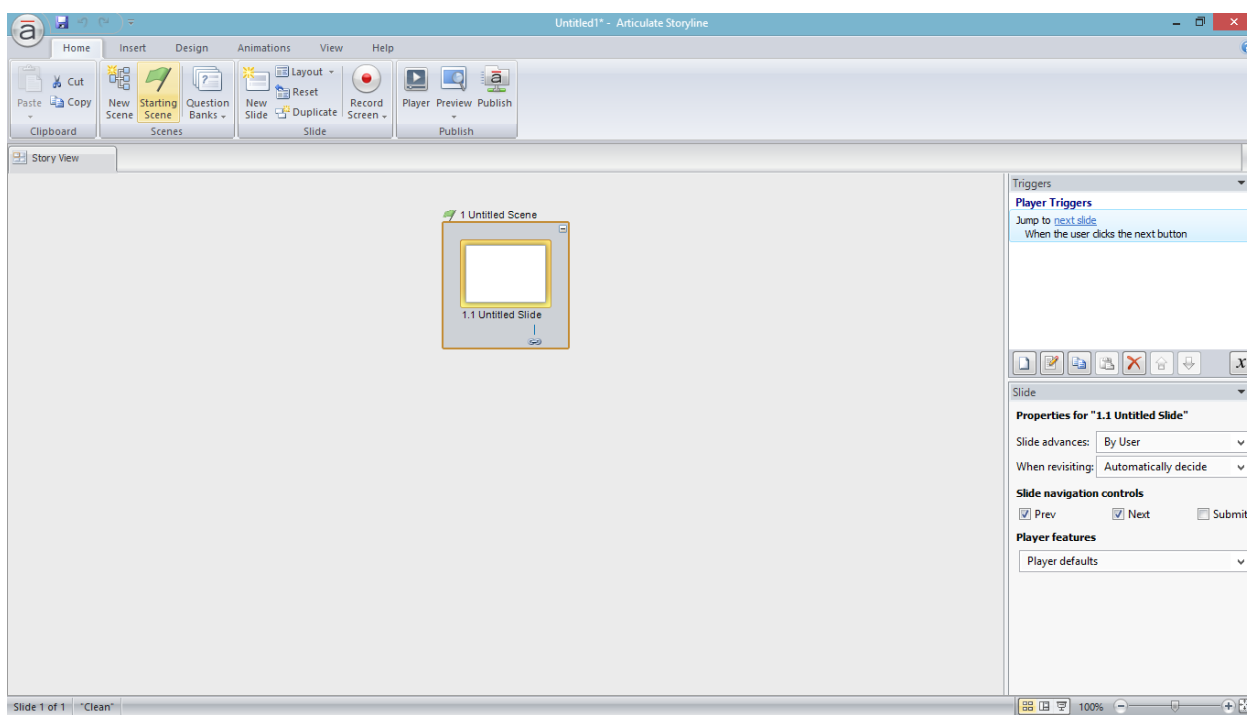 Untitled1* - Articulate Storyline
Home Insert Design Animations View Help
Paste Cut Copy
Clipboard
New Scene Starting Scene Question Banks
Scenes
New Slide Layout Reset Duplicate Record Screen
Slide
Player Preview Publish
Publish
Story View
1 Untitled Scene
1.1 Untitled Slide
Triggers
Player Triggers
Jump to next slide
When the user clicks the next button
x
Slide
Properties for "1.1 Untitled Slide"
Slide advances: By User
When revisiting: Automatically decide
Slide navigation controls
Prev Next Submit
Player features
Player defaults
Slide 1 of 1 "Clean" 100%